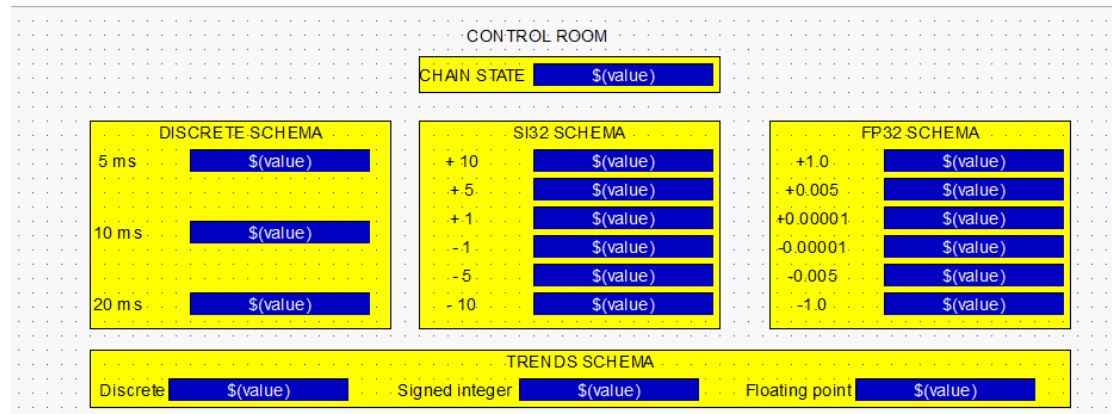 CONTROL ROOM
CHAIN STATE $(value)
DISCRETE SCHEMA
5 ms $(value)
10 ms $(value)
20 ms $(value)
SI32 SCHEMA
+ 10 $(value)
+ 5 $(value)
+ 1 $(value)
- 1 $(value)
- 5 $(value)
- 10 $(value)
FP32 SCHEMA
+1.0 $(value)
+0.005 $(value)
+0.00001 $(value)
-0.00001 $(value)
-0.005 $(value)
-1.0 $(value)
TRENDS SCHEMA
Discrete $(value) Signed integer $(value) Floating point $(value)